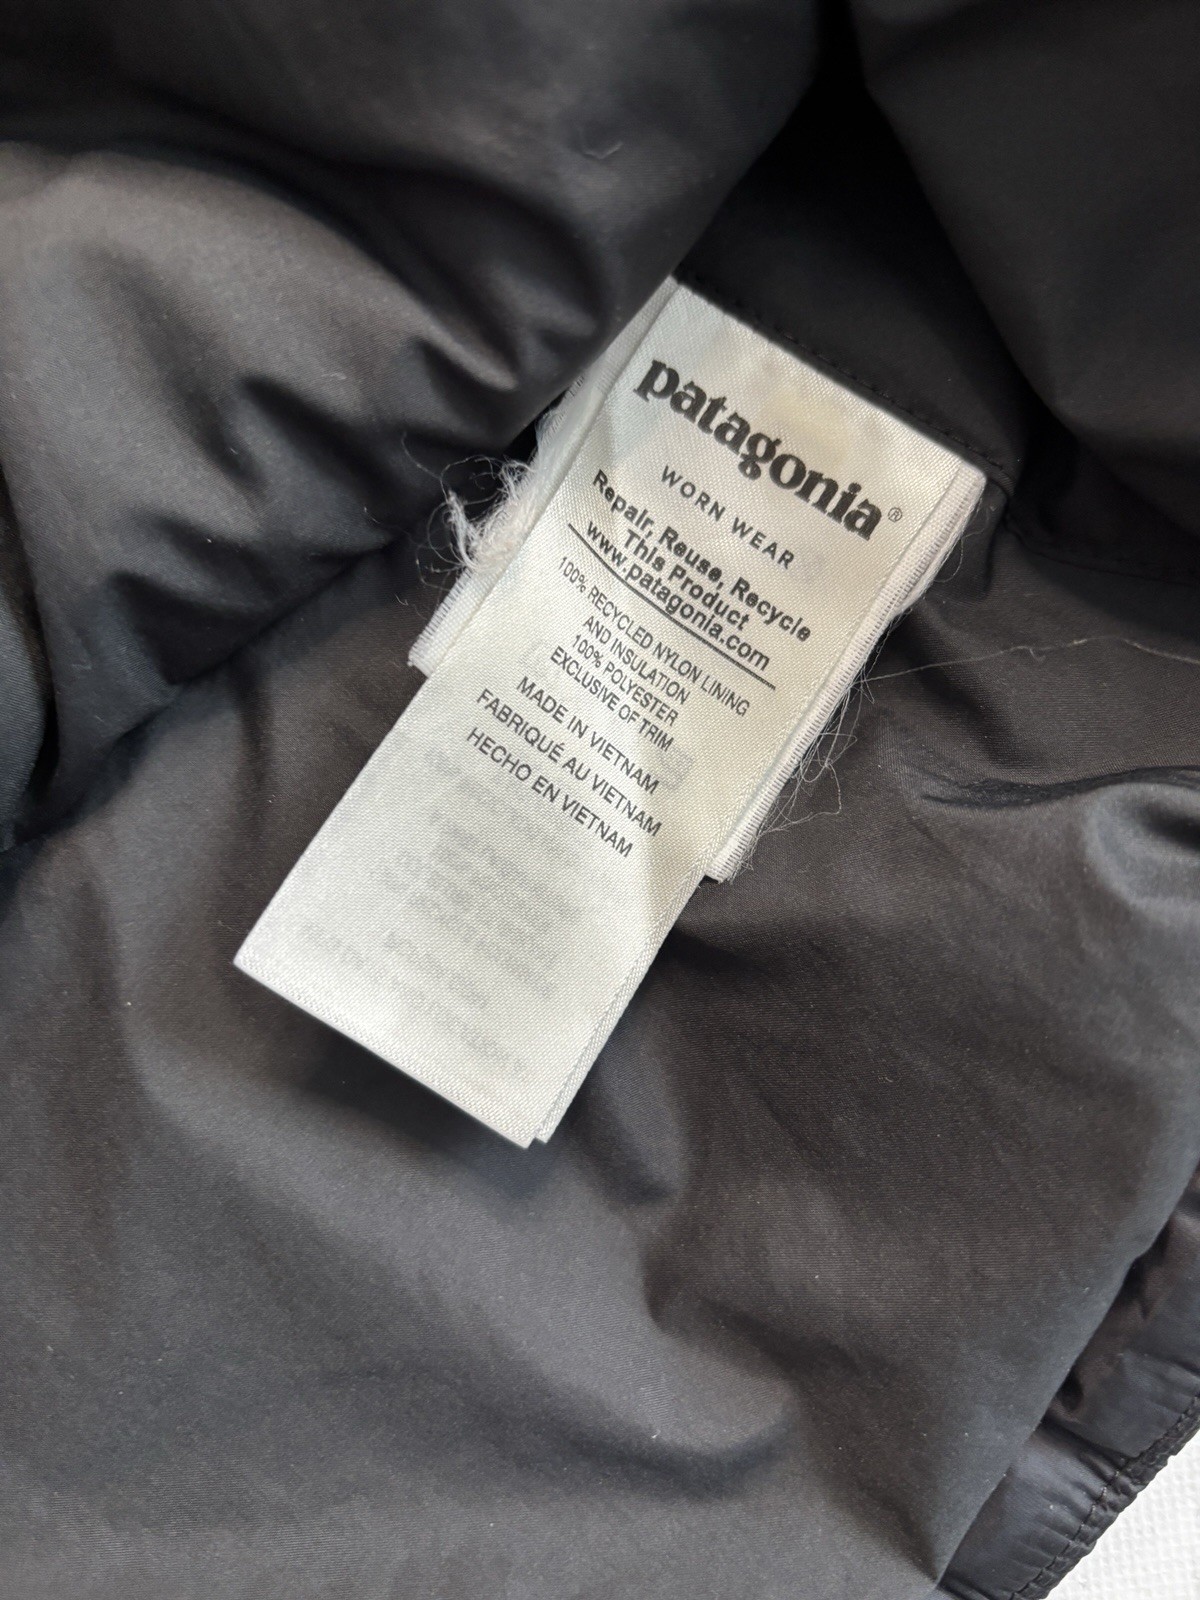 patagonia®
WORN WEAR
Repair, Reuse, Recycle
This Product
www.patagonia.com
100% RECYCLED NYLON LINING
AND INSULATION
100% POLYESTER
EXCLUSIVE OF TRIM
MADE IN VIETNAM
FABRIQUÉ AU VIETNAM
HECHO EN VIETNAM